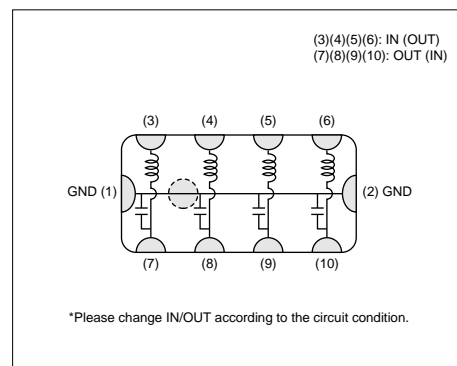 (3)(4)(5)(6): IN (OUT)
(7)(8)(9)(10): OUT (IN)
(3) (4) (5) (6)
GND (1) (2) GND
(7) (8) (9) (10)
*Please change IN/OUT according to the circuit condition.